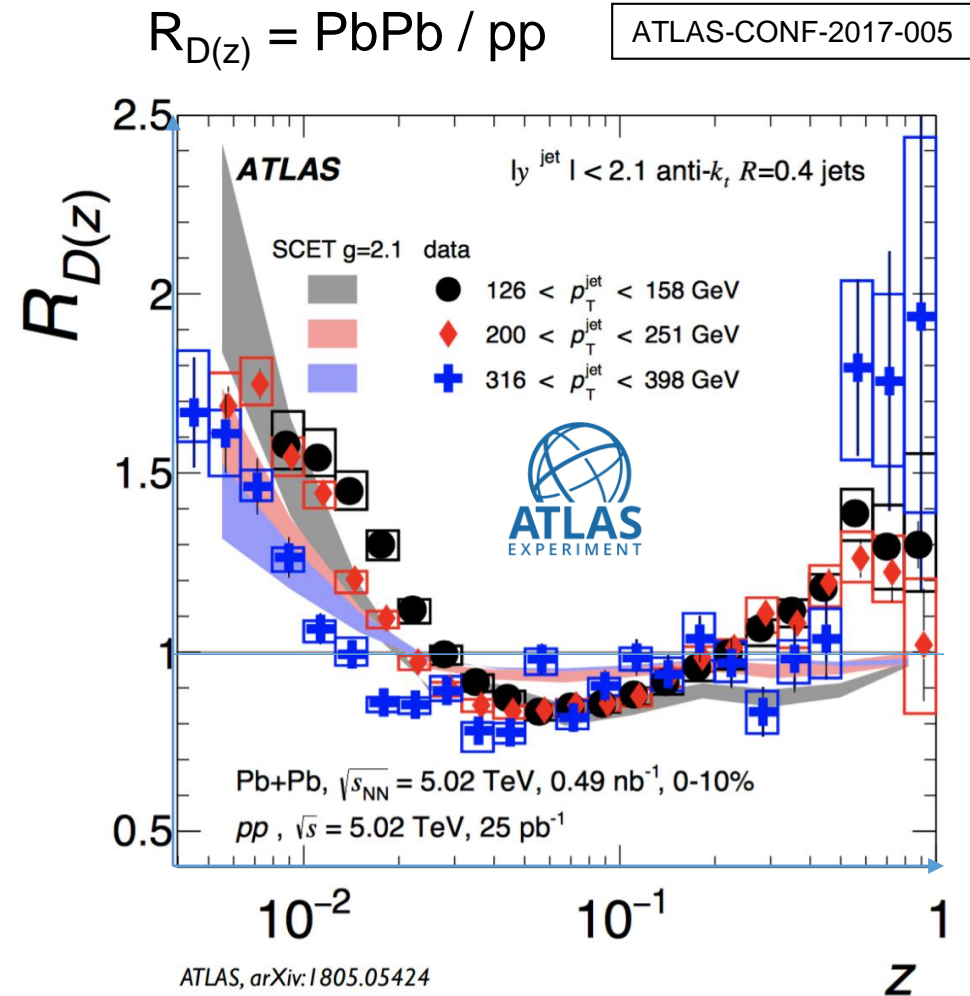 R_D(z) = PbPb / pp
ATLAS-CONF-2017-005
2.5
ATLAS
|y^jet| < 2.1 anti-k_t R=0.4 jets
R_D(z)
SCET g=2.1 data
2
126 < p_T^jet < 158 GeV
200 < p_T^jet < 251 GeV
316 < p_T^jet < 398 GeV
1.5
ATLAS
EXPERIMENT
1
Pb+Pb, √s_NN = 5.02 TeV, 0.49 nb⁻¹, 0-10%
pp , √s = 5.02 TeV, 25 pb⁻¹
0.5
10⁻² 10⁻¹ 1
ATLAS, arXiv:1805.05424
z